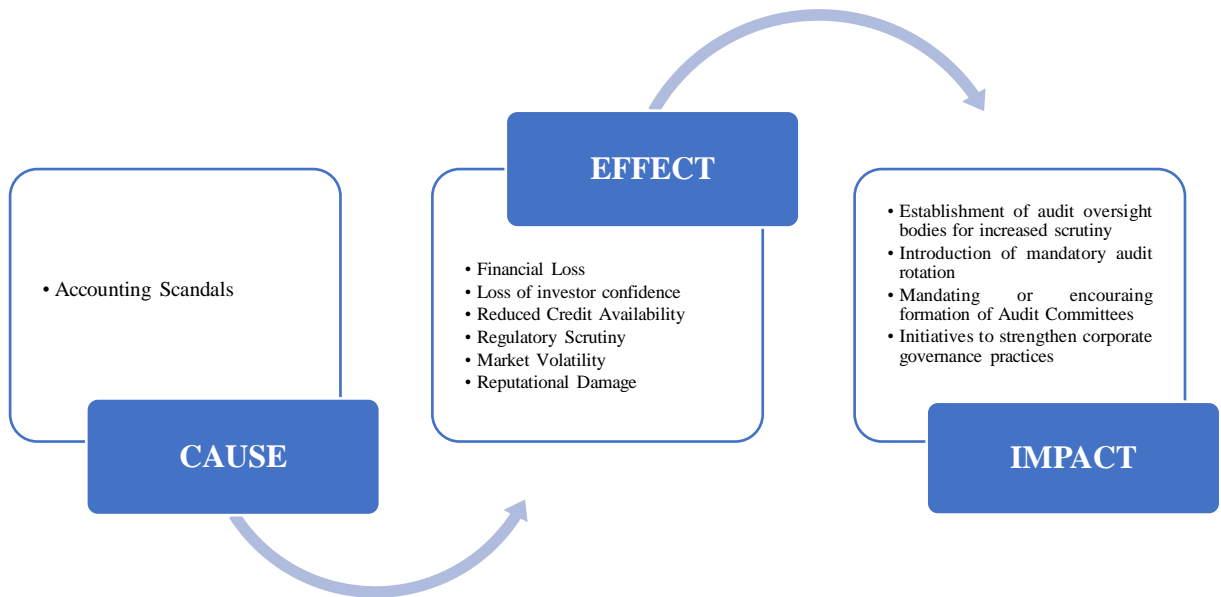 • Accounting Scandals
CAUSE
EFFECT
• Financial Loss
• Loss of investor confidence
• Reduced Credit Availability
• Regulatory Scrutiny
• Market Volatility
• Reputational Damage
• Establishment of audit oversight
bodies for increased scrutiny
• Introduction of mandatory audit
rotation
• Mandating or encouraing
formation of Audit Committees
• Initiatives to strengthen corporate
governance practices
IMPACT